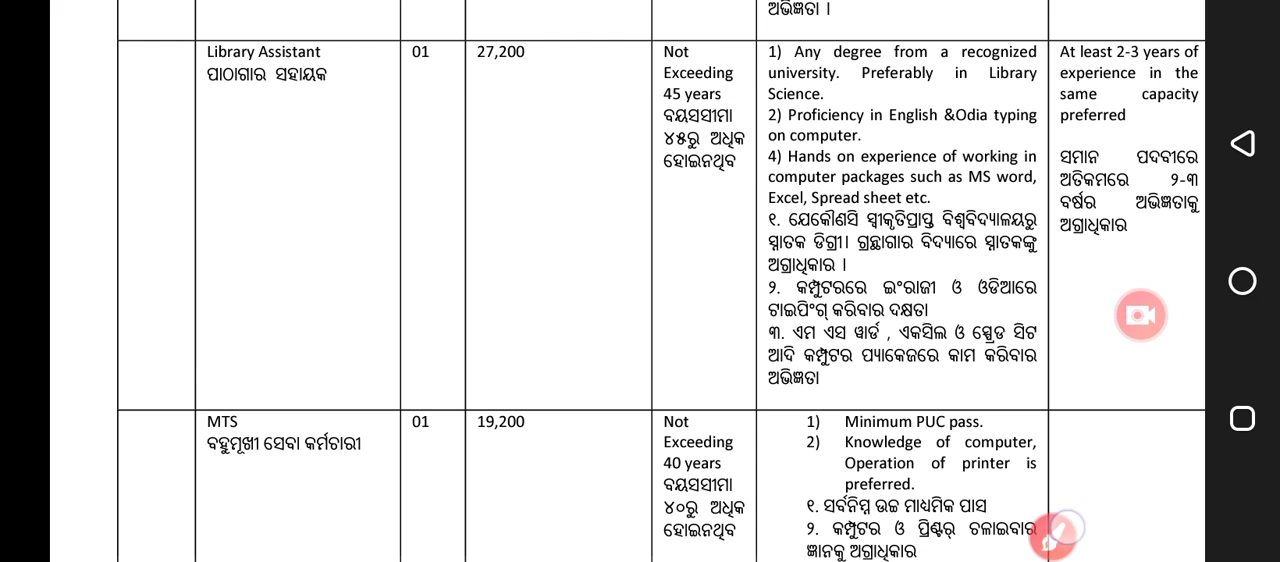 ଅଭିଜ୍ଞତା ।
Library Assistant
ପାଠାଗାର ସହାୟକ
01
27,200
Not
Exceeding
45 years
ବୟସସୀମା
୪୫ରୁ ଅଧିକ
ହୋଇନଥିବ
1) Any degree from a recognized
university. Preferably in Library
Science.
2) Proficiency in English &Odia typing
on computer.
4) Hands on experience of working in
computer packages such as MS word,
Excel, Spread sheet etc.
୧. ଯେକୌଣସି ସ୍ୱୀକୃତିପ୍ରାପ୍ତ ବିଶ୍ୱବିଦ୍ୟାଳୟରୁ
ସ୍ନାତକ ଡିଗ୍ରୀ। ଗ୍ରନ୍ଥାଗାର ବିଦ୍ୟାରେ ସ୍ନାତକଙ୍କୁ
ଅଗ୍ରାଧିକାର ।
୨. କମ୍ପୁଟରରେ ଇଂରାଜୀ ଓ ଓଡିଆରେ
ଟାଇପିଂଗ୍ କରିବାର ଦକ୍ଷତା
୩. ଏମ ଏସ ୱାର୍ଡ , ଏକସିଲ ଓ ସ୍ପ୍ରେଡ ସିଟ
ଆଦି କମ୍ପୁଟର ପ୍ୟାକେଜରେ କାମ କରିବାର
ଅଭିଜ୍ଞତା
At least 2-3 years of
experience in the
same capacity
preferred
ସମାନ ପଦବୀରେ
ଅତିକମରେ ୨-୩
ବର୍ଷର ଅଭିଜ୍ଞତାକୁ
ଅଗ୍ରାଧିକାର
MTS
ବହୁମୂଖୀ ସେବା କର୍ମଚାରୀ
01
19,200
Not
Exceeding
40 years
ବୟସସୀମା
୪୦ରୁ ଅଧିକ
ହୋଇନଥିବ
1) Minimum PUC pass.
2) Knowledge of computer,
Operation of printer is
preferred.
୧. ସର୍ବନିମ୍ନ ଉଚ୍ଚ ମାଧ୍ୟମିକ ପାସ
୨. କମ୍ପୁଟର ଓ ପ୍ରିଣ୍ଟର୍ ଚଳାଇବାର
ଜ୍ଞାନକୁ ଅଗ୍ରାଧିକାର